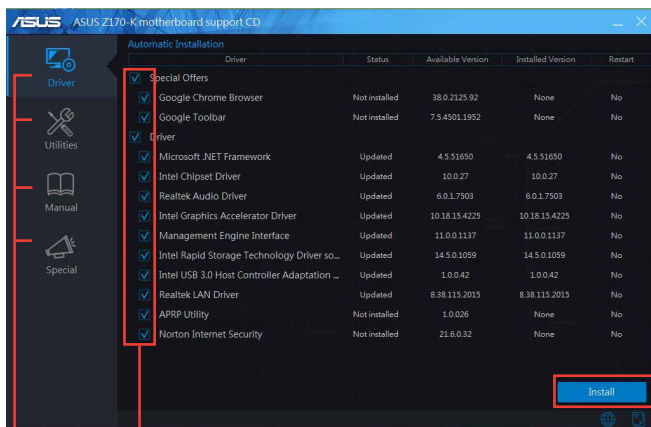 ASUS ASUS Z170-K motherboard support CD
Automatic Installation
Driver Status Available Version Installed Version Restart
Special Offers
Google Chrome Browser Not installed 38.0.2125.92 None No
Google Toolbar Not installed 7.5.4501.1952 None No
Driver
Microsoft .NET Framework Updated 4.5.51650 4.5.51650 No
Intel Chipset Driver Updated 10.0.27 10.0.27 No
Realtek Audio Driver Updated 6.0.1.7503 6.0.1.7503 No
Intel Graphics Accelerator Driver Updated 10.18.15.4225 10.18.15.4225 No
Management Engine Interface Updated 11.0.0.1137 11.0.0.1137 No
Intel Rapid Storage Technology Driver so... Updated 14.5.0.1059 14.5.0.1059 No
Intel USB 3.0 Host Controller Adaptation ... Updated 1.0.0.42 1.0.0.42 No
Realtek LAN Driver Updated 8.38.115.2015 8.38.115.2015 No
APRP Utility Not installed 1.0.026 None No
Norton Internet Security Not installed 21.6.0.32 None No
Driver
Utilities
Manual
Special
Install